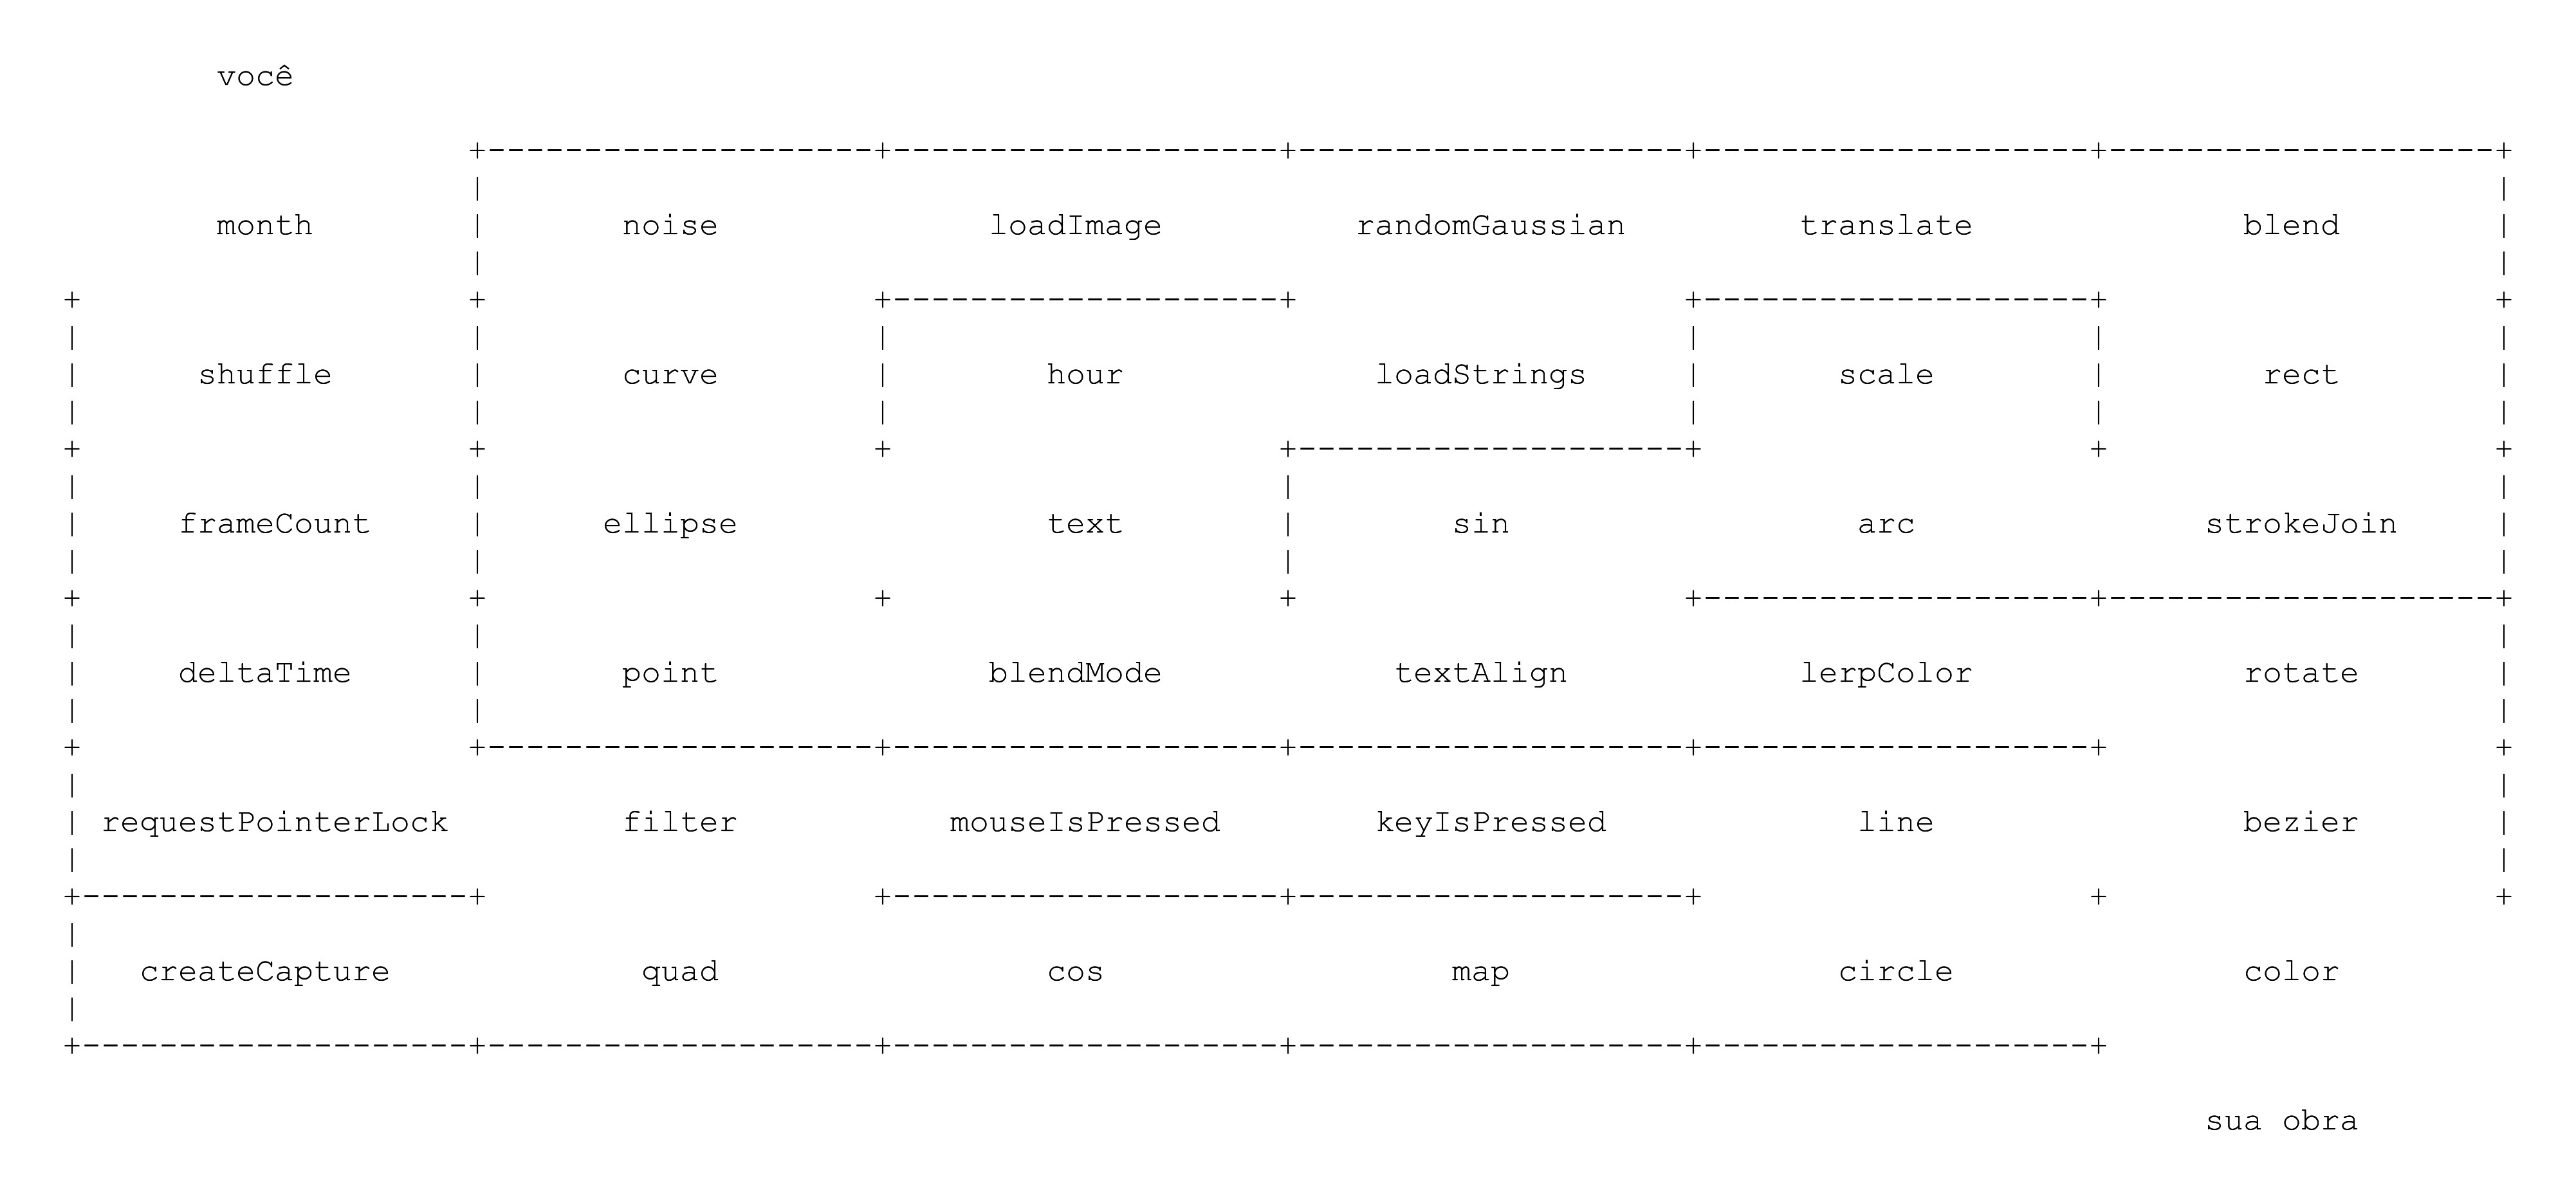 você
month noise loadImage randomGaussian translate blend
shuffle curve hour loadStrings scale rect
frameCount ellipse text sin arc strokeJoin
deltaTime point blendMode textAlign lerpColor rotate
requestPointerLock filter mouseIsPressed keyIsPressed line bezier
createCapture quad cos map circle color
sua obra